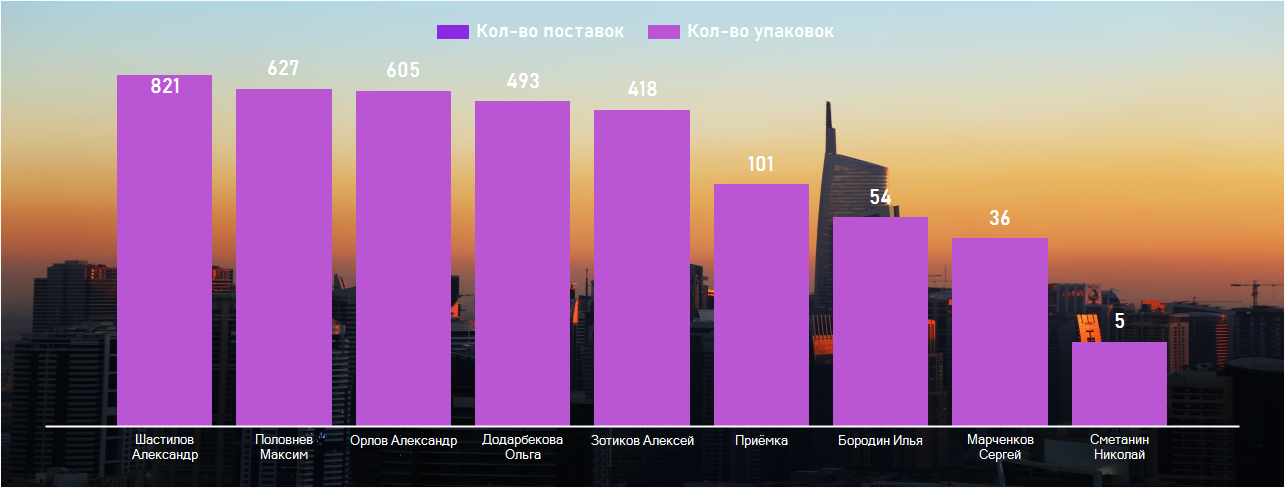 Кол-во поставок Кол-во упаковок
821
627
605
493
418
101
54
36
5
Шастилов
Александр
Половнев
Максим
Орлов Александр
Додарбекова
Ольга
Зотиков Алексей
Приёмка
Бородин Илья
Марченков
Сергей
Сметанин
Николай